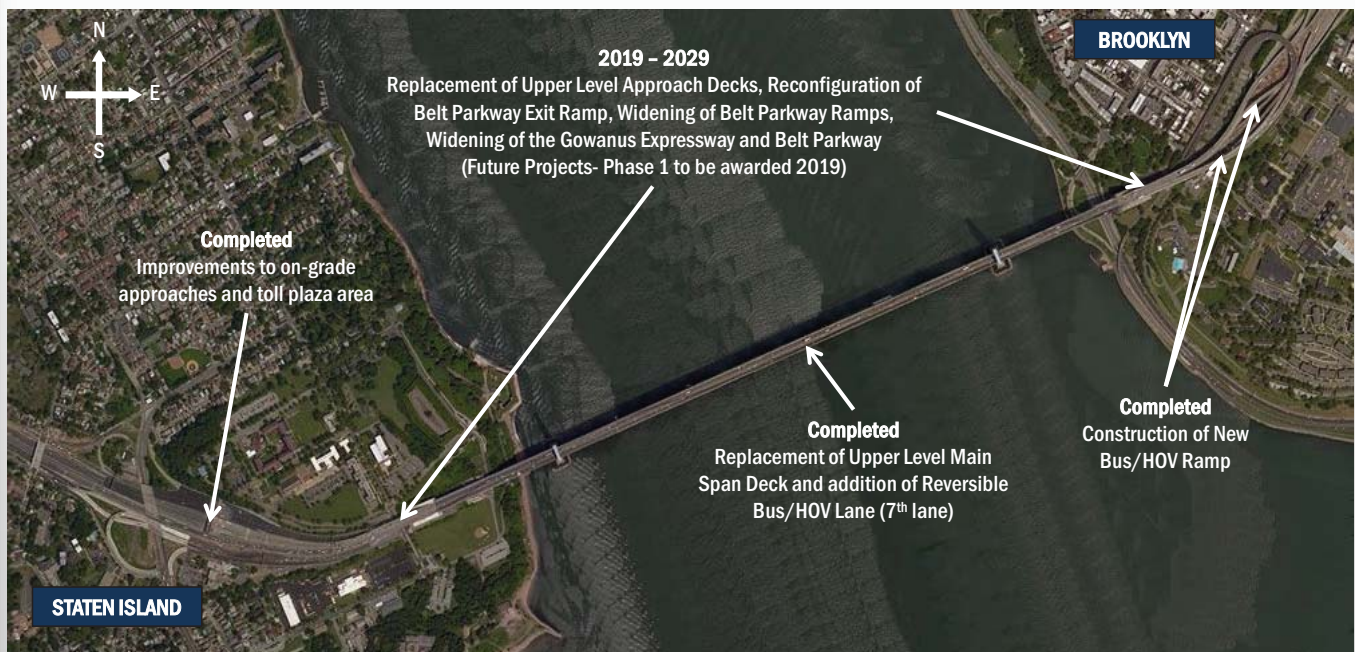 N
W
E
S
BROOKLYN
2019 – 2029
Replacement of Upper Level Approach Decks, Reconfiguration of
Belt Parkway Exit Ramp, Widening of Belt Parkway Ramps,
Widening of the Gowanus Expressway and Belt Parkway
(Future Projects- Phase 1 to be awarded 2019)
Completed
Improvements to on-grade
approaches and toll plaza area
Completed
Replacement of Upper Level Main
Span Deck and addition of Reversible
Bus/HOV Lane (7th lane)
Completed
Construction of New
Bus/HOV Ramp
STATEN ISLAND